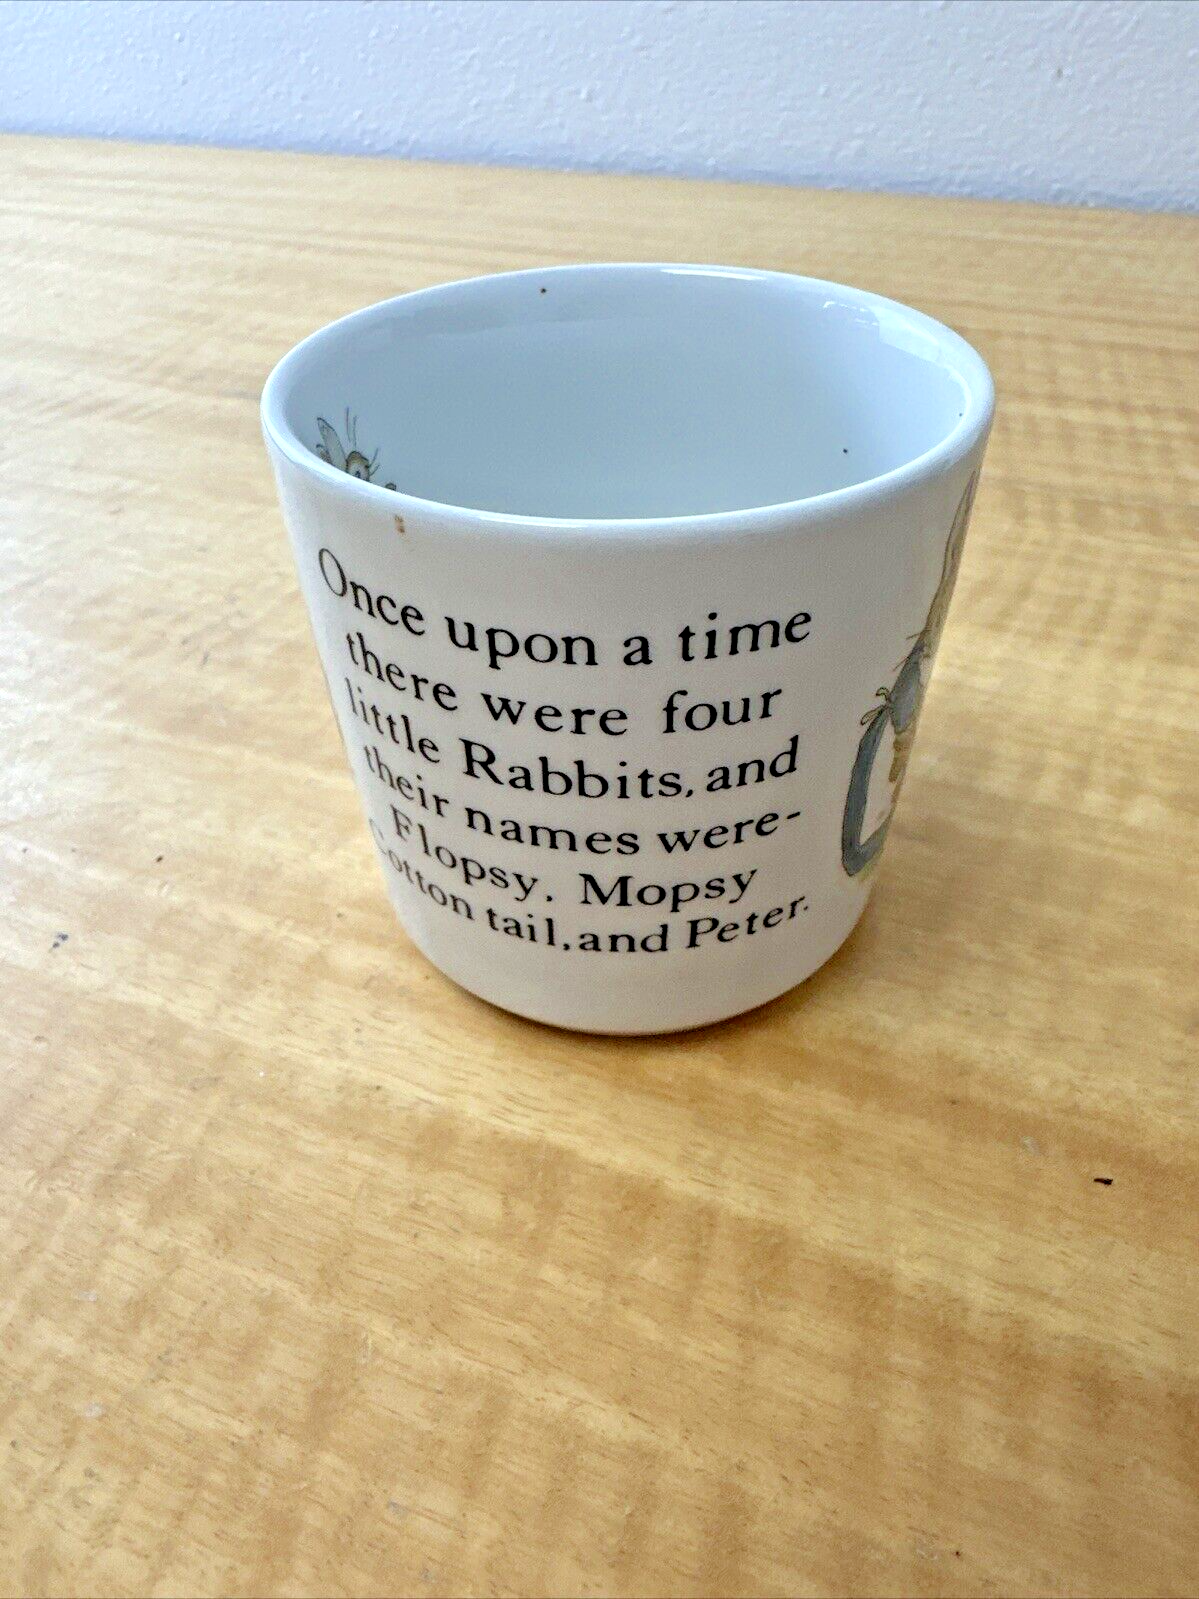 Once upon a time
there were four
little Rabbits, and
their names were-
Flopsy. Mopsy
Cotton tail, and Peter.